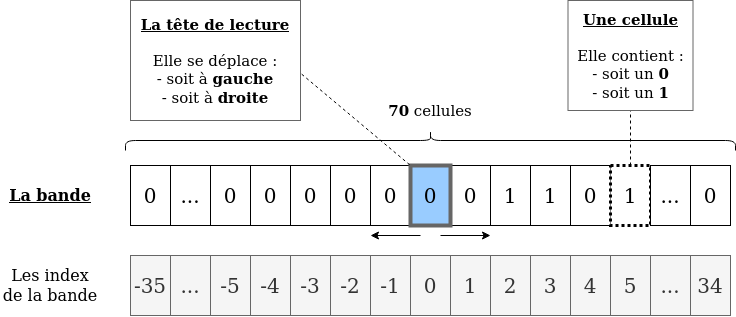 La tête de lecture
Elle se déplace :
- soit à gauche
- soit à droite
Une cellule
Elle contient :
- soit un 0
- soit un 1
70 cellules
La bande
0 ... 0 0 0 0 0 0 0 1 1 0 1 ... 0
Les index
de la bande
-35 ... -5 -4 -3 -2 -1 0 1 2 3 4 5 ... 34